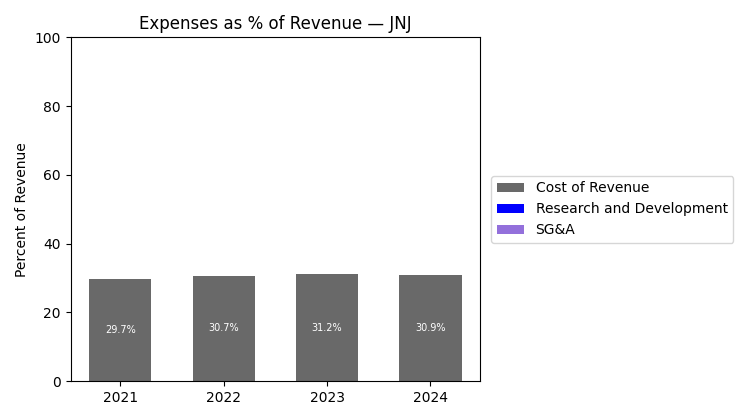 Expenses as % of Revenue — JNJ
Percent of Revenue
100
80
60
40
20
0
29.7%
30.7%
31.2%
30.9%
2021
2022
2023
2024
Cost of Revenue
Research and Development
SG&A